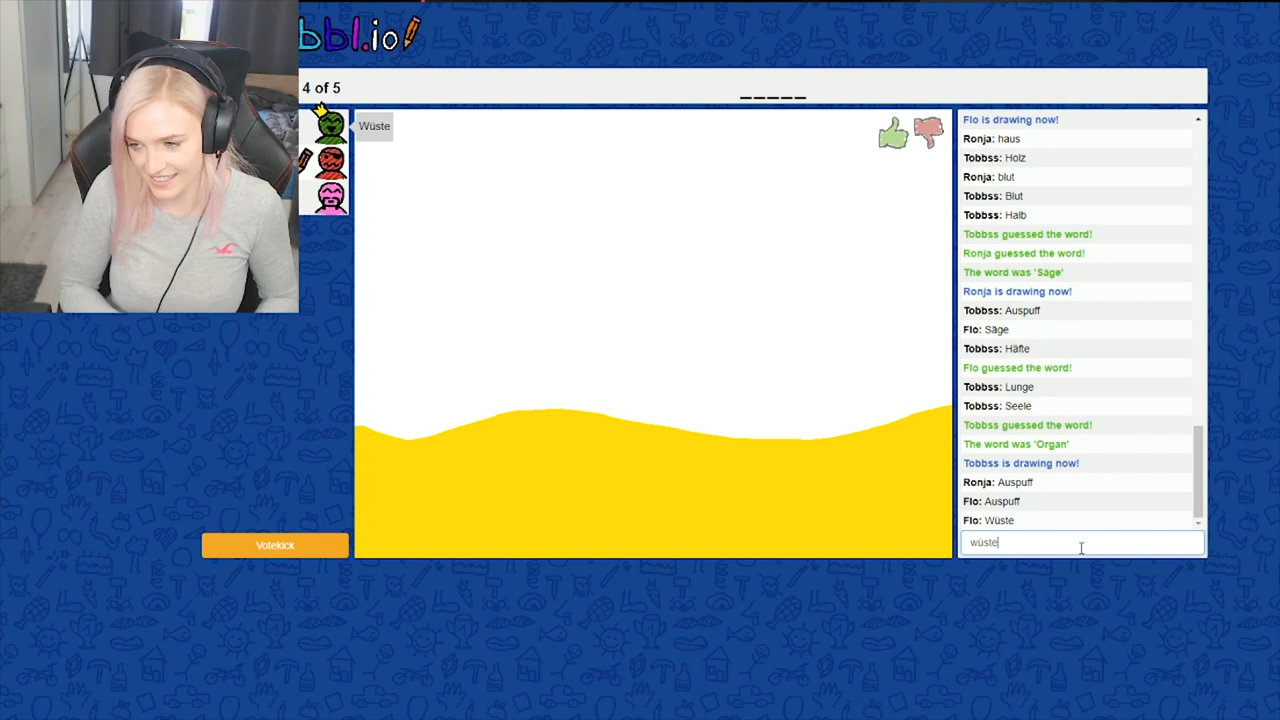 bbl.io
4 of 5
_ _ _ _ _
Wüste
Flo is drawing now!
Ronja: haus
Tobbss: Holz
Ronja: blut
Tobbss: Blut
Tobbss: Halb
Tobbss guessed the word!
Ronja guessed the word!
The word was 'Säge'
Ronja is drawing now!
Tobbss: Auspuff
Flo: Säge
Tobbss: Häfte
Flo guessed the word!
Tobbss: Lunge
Tobbss: Seele
Tobbss guessed the word!
The word was 'Organ'
Tobbss is drawing now!
Ronja: Auspuff
Flo: Auspuff
Flo: Wüste
wüste
Votekick